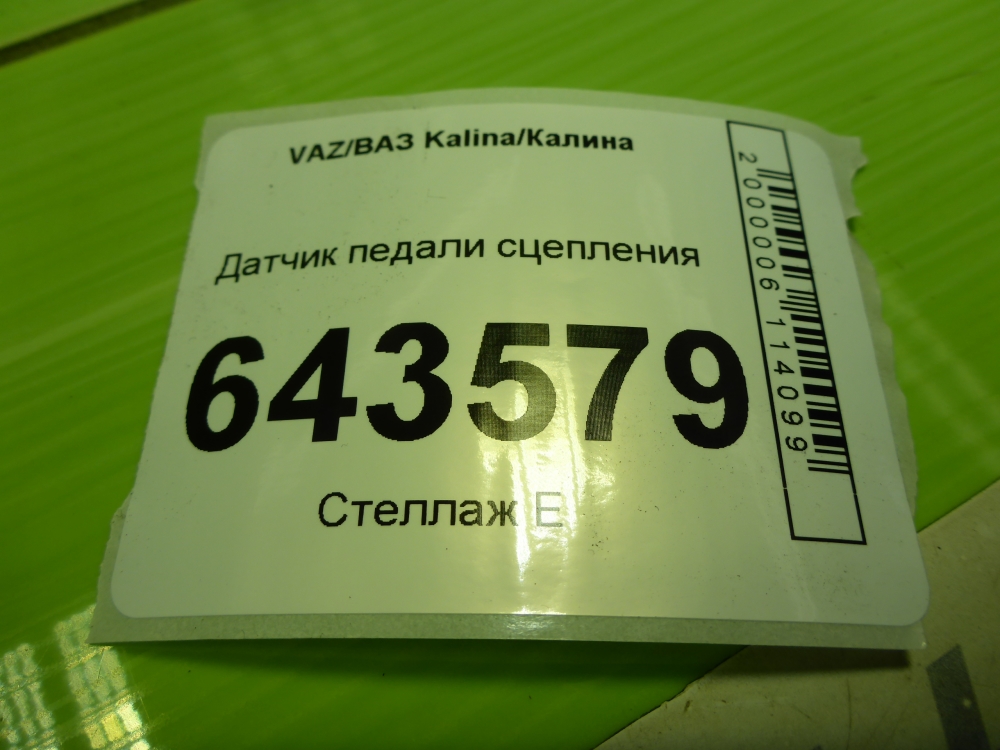 VAZ/ВАЗ Kalina/Калина
Датчик педали сцепления
643579
Стеллаж Е
2000006114099